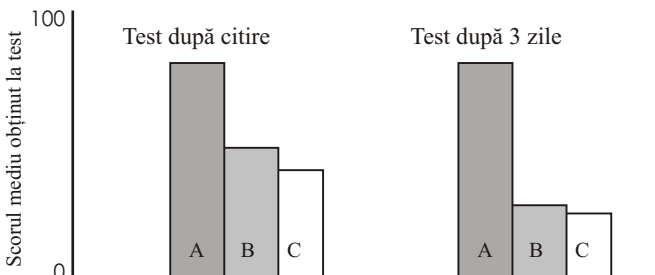 100
Test după citire
Test după 3 zile
Scorul mediu obținut la test
A B C
A B C
0